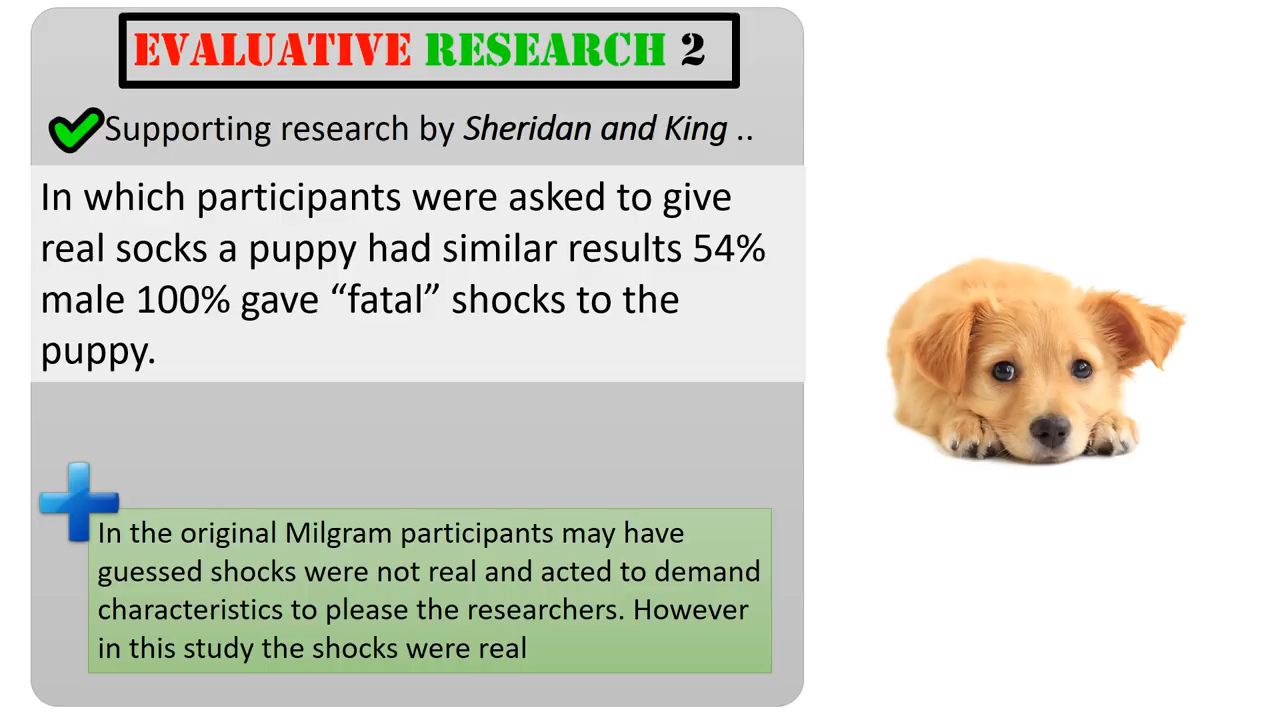 EVALUATIVE RESEARCH 2
Supporting research by Sheridan and King ..
In which participants were asked to give
real socks a puppy had similar results 54%
male 100% gave “fatal” shocks to the
puppy.
In the original Milgram participants may have
guessed shocks were not real and acted to demand
characteristics to please the researchers. However
in this study the shocks were real